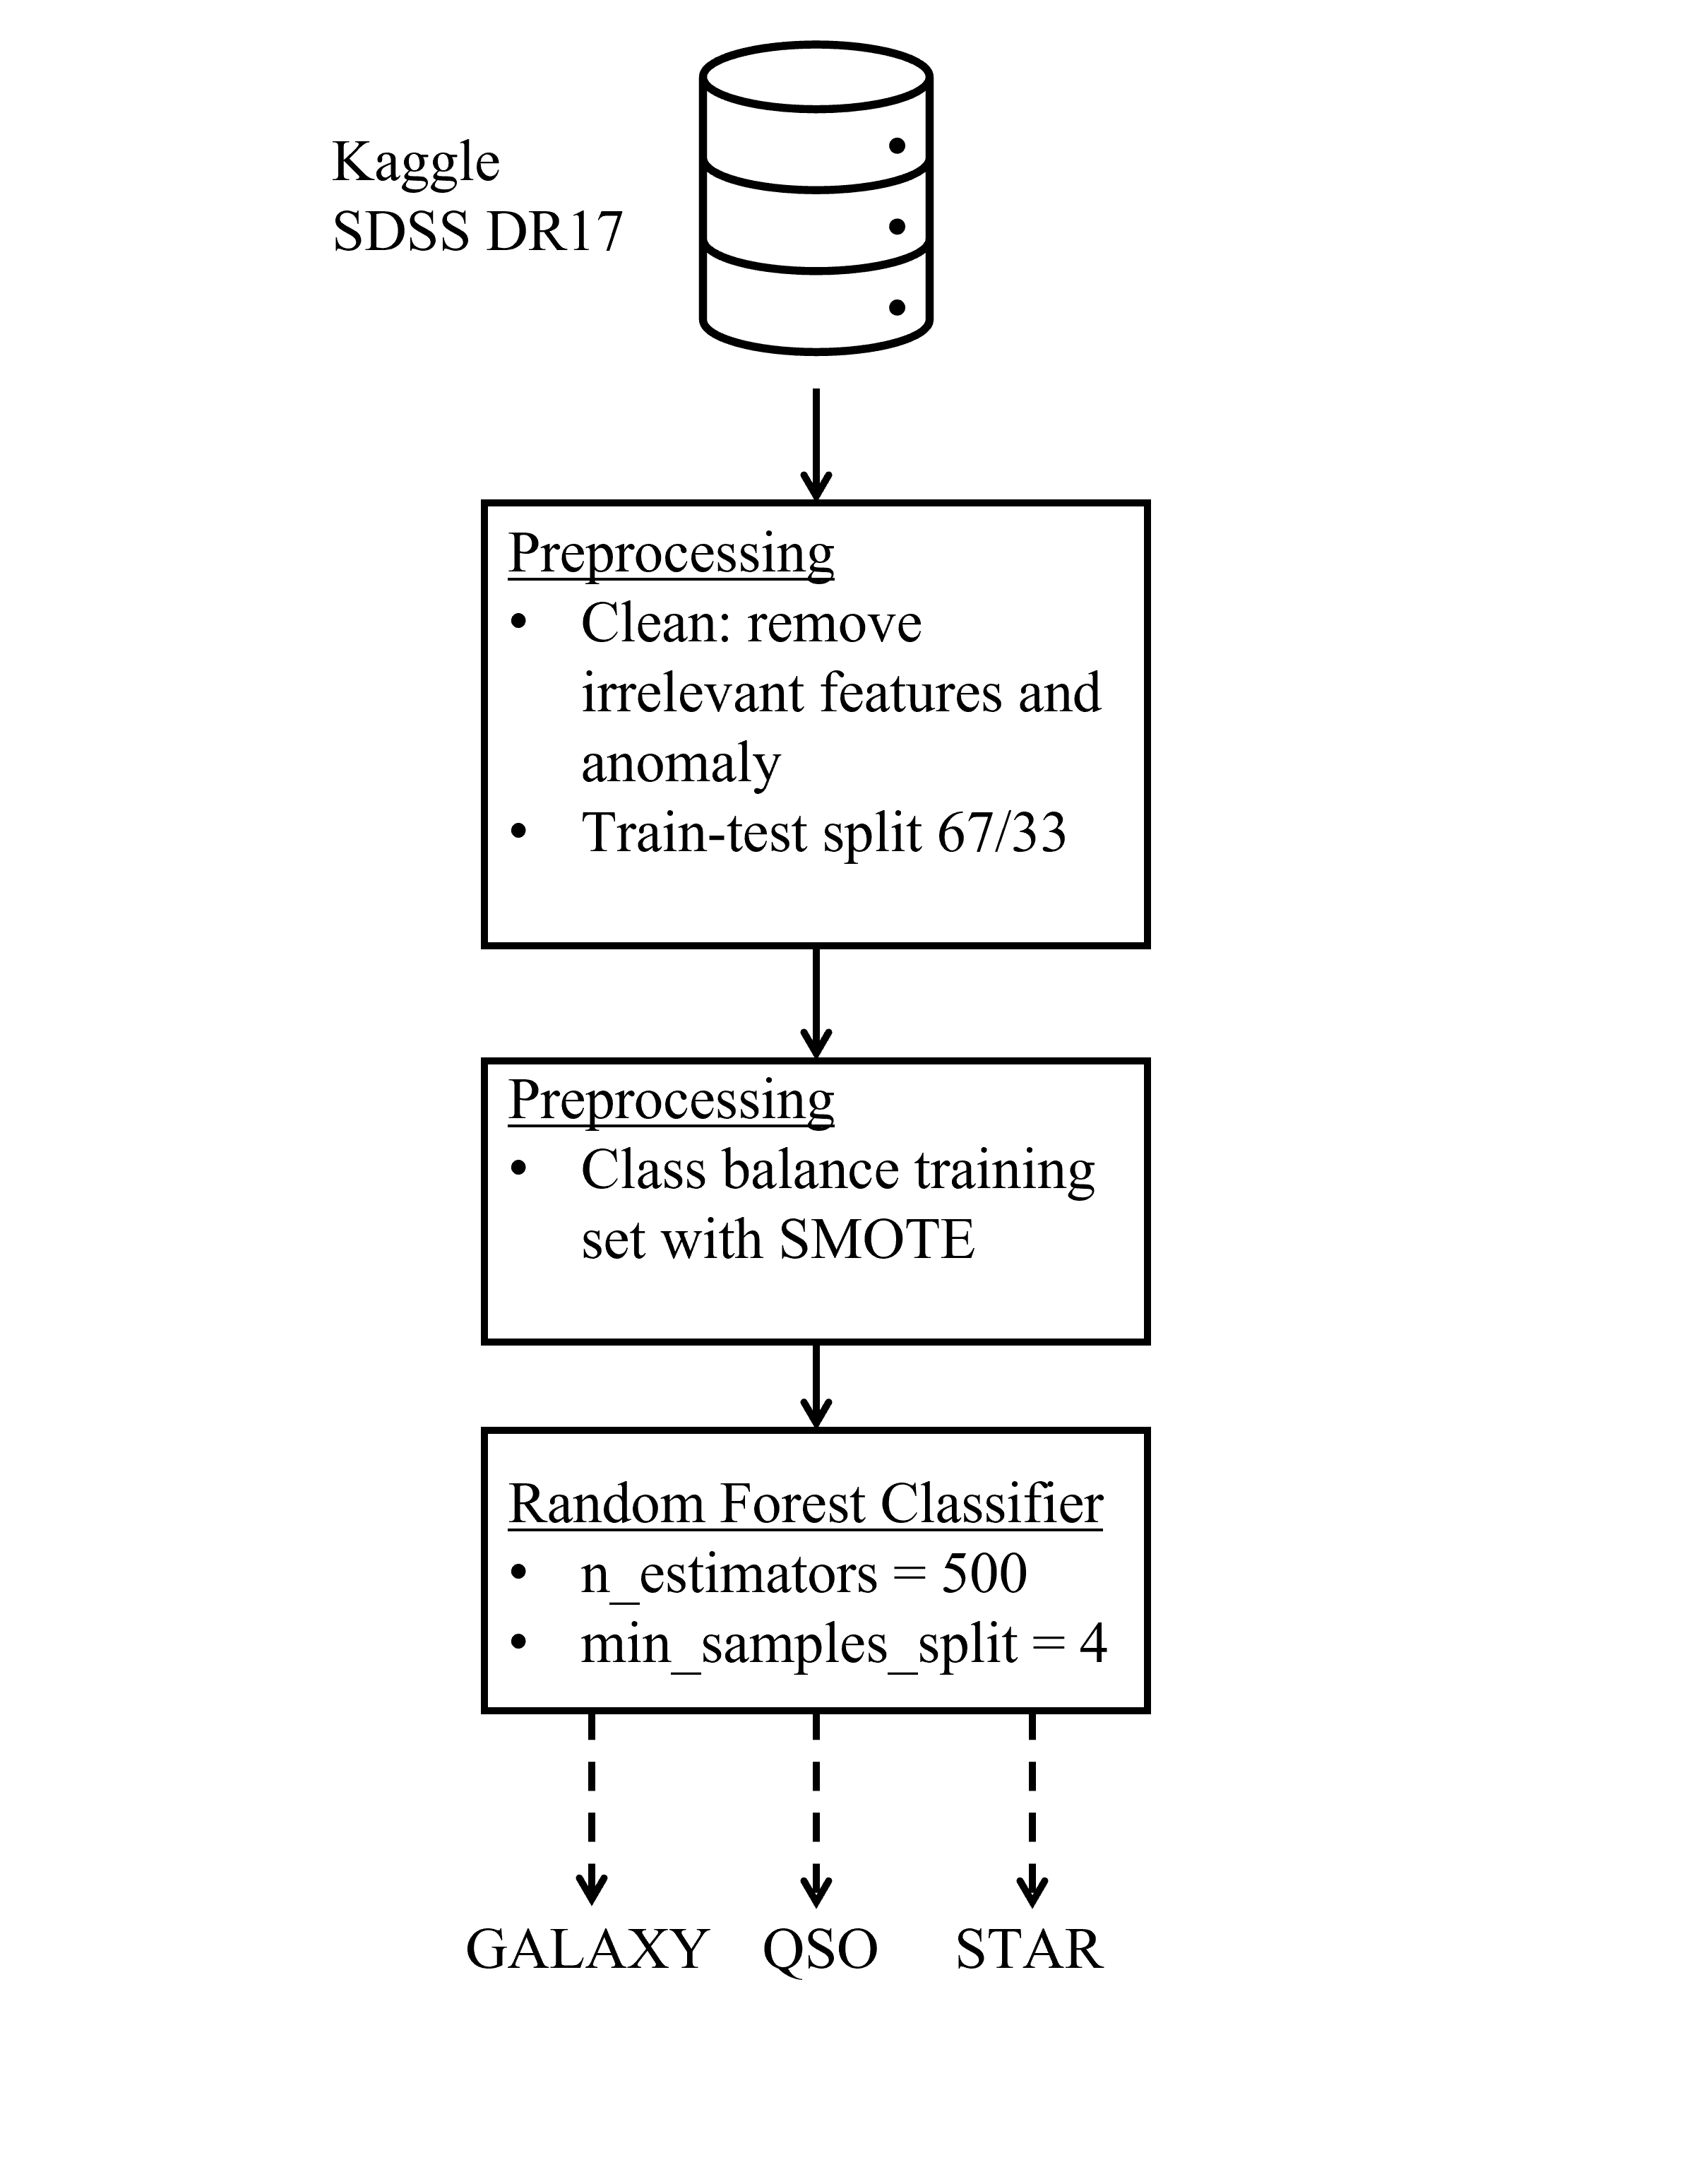 Kaggle
SDSS DR17
Preprocessing
• Clean: remove
irrelevant features and
anomaly
• Train-test split 67/33
Preprocessing
• Class balance training
set with SMOTE
Random Forest Classifier
• n_estimators = 500
• min_samples_split = 4
GALAXY QSO STAR